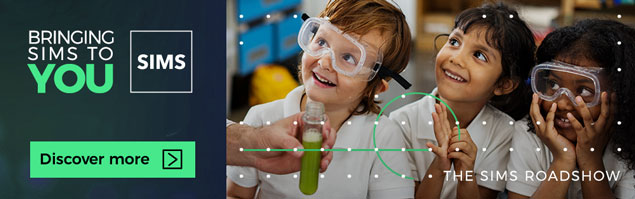 BRINGING
SIMS TO
YOU
SIMS
Discover more
THE SIMS ROADSHOW